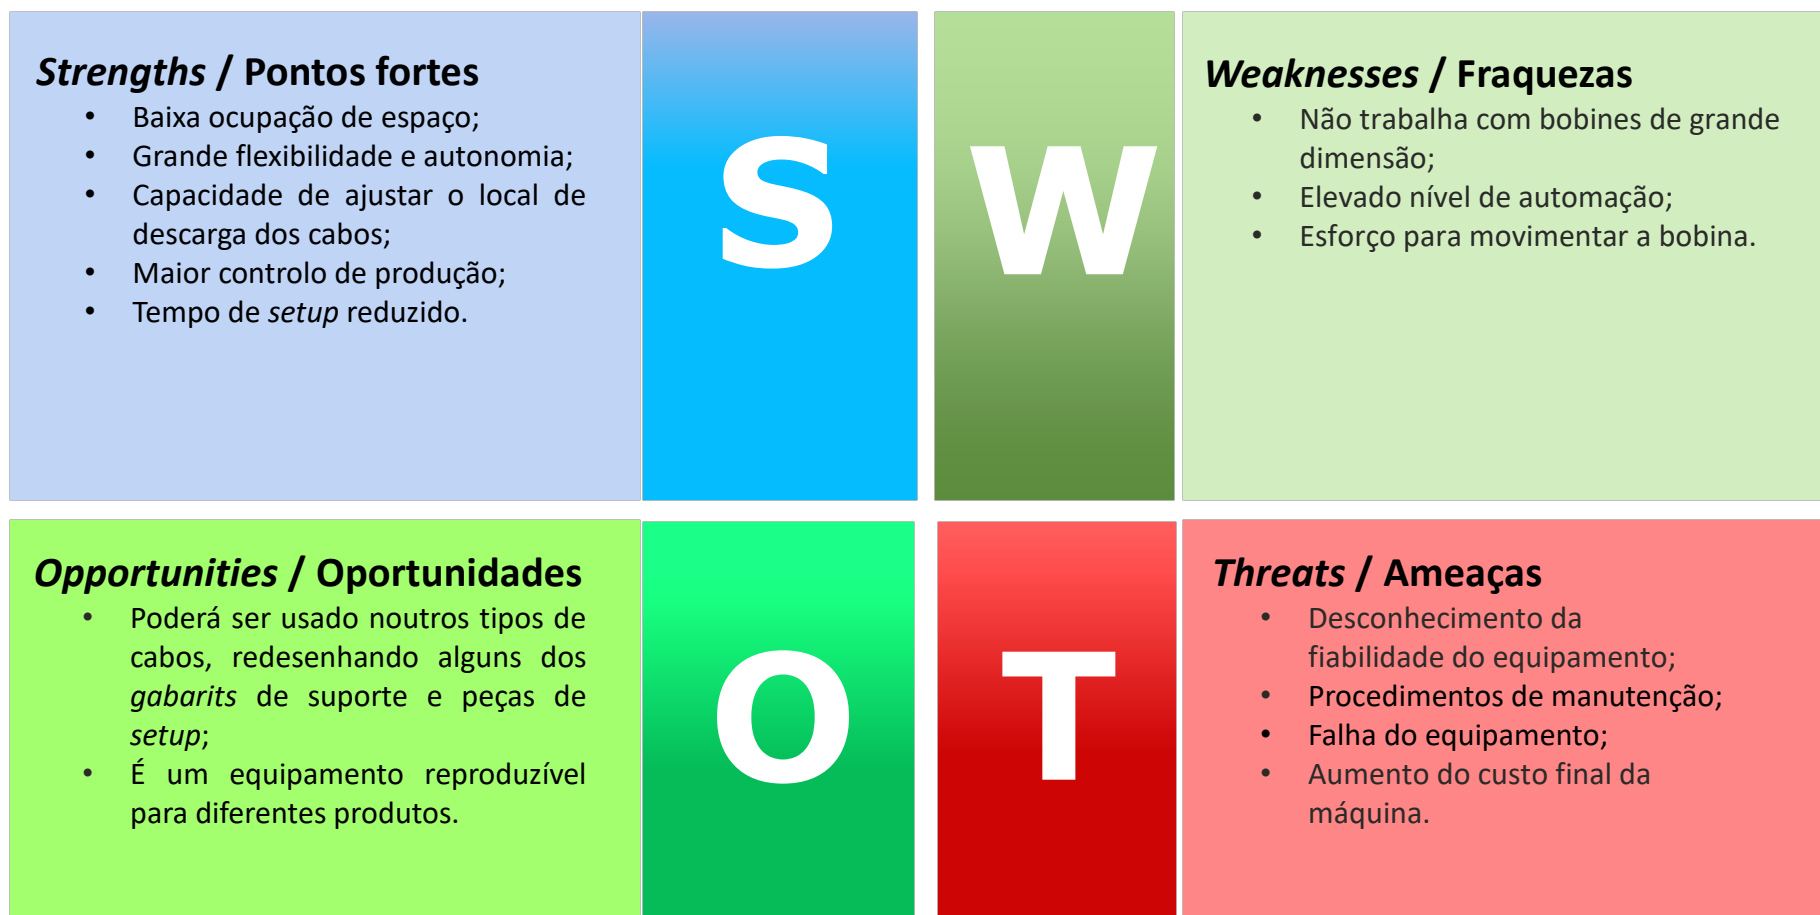 Strengths / Pontos fortes
• Baixa ocupação de espaço;
• Grande flexibilidade e autonomia;
• Capacidade de ajustar o local de
descarga dos cabos;
• Maior controlo de produção;
• Tempo de setup reduzido.
S
W
Weaknesses / Fraquezas
• Não trabalha com bobines de grande
dimensão;
• Elevado nível de automação;
• Esforço para movimentar a bobina.
Opportunities / Oportunidades
• Poderá ser usado noutros tipos de
cabos, redesenhando alguns dos
gabarits de suporte e peças de
setup;
• É um equipamento reproduzível
para diferentes produtos.
O
T
Threats / Ameaças
• Desconhecimento da
fiabilidade do equipamento;
• Procedimentos de manutenção;
• Falha do equipamento;
• Aumento do custo final da
máquina.